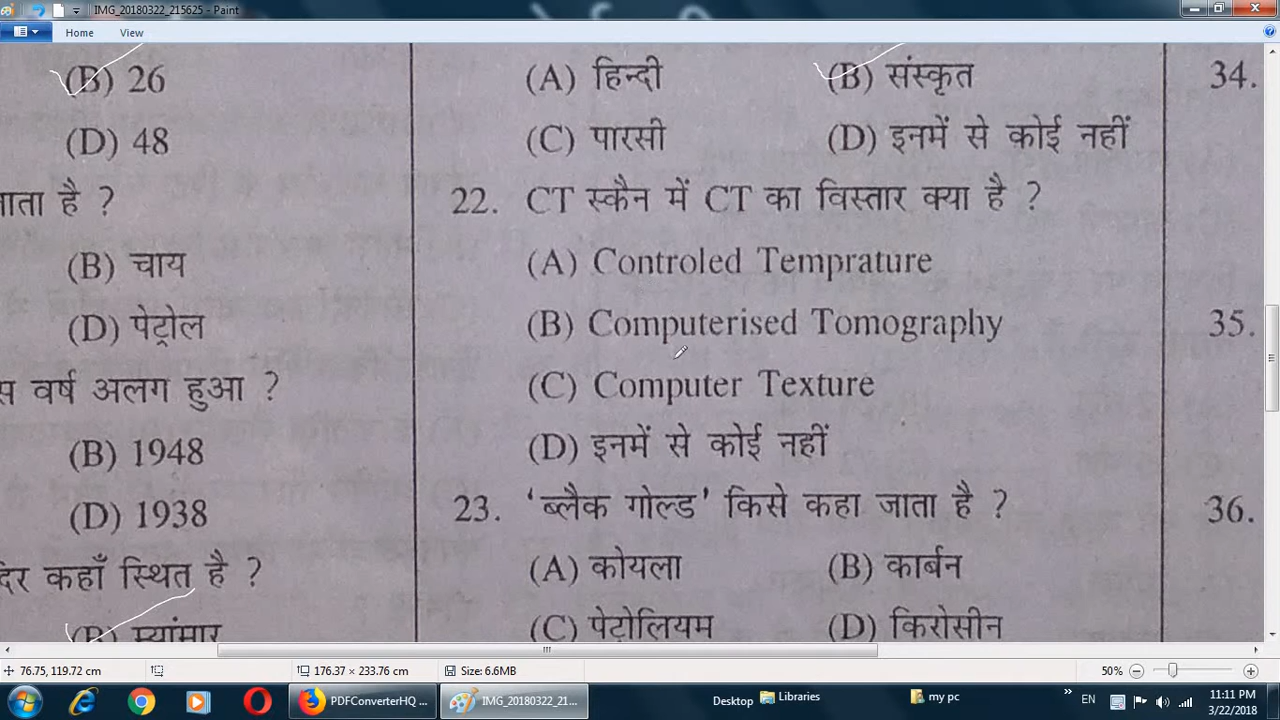 IMG_20180322_215625 - Paint
Home View
(B) 26
(D) 48
है ?
(B) चाय
(D) पेट्रोल
वर्ष अलग हुआ ?
(B) 1948
(D) 1938
कहाँ स्थित है ?
(B) म्यांमार
(A) हिन्दी (B) संस्कृत
(C) पारसी (D) इनमें से कोई नहीं
22. CT स्कैन में CT का विस्तार क्या है ?
(A) Controled Temprature
(B) Computerised Tomography
(C) Computer Texture
(D) इनमें से कोई नहीं
23. 'ब्लैक गोल्ड' किसे कहा जाता है ?
(A) कोयला (B) कार्बन
(C) पेट्रोलियम (D) किरोसीन
34.
35.
36.
76.75, 119.72 cm 176.37 × 233.76 cm Size: 6.6MB 50%
PDFConverterHQ ... IMG_20180322_215... Desktop Libraries my pc » EN 11:11 PM
3/22/2018